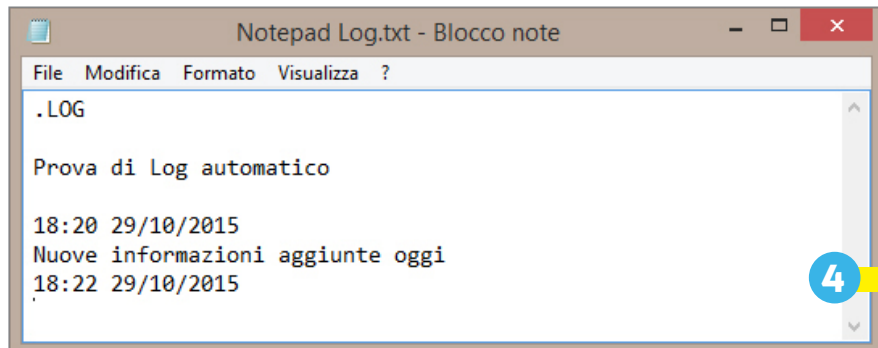 Notepad Log.txt - Blocco note
File Modifica Formato Visualizza ?
.LOG
Prova di Log automatico
18:20 29/10/2015
Nuove informazioni aggiunte oggi
18:22 29/10/2015
4